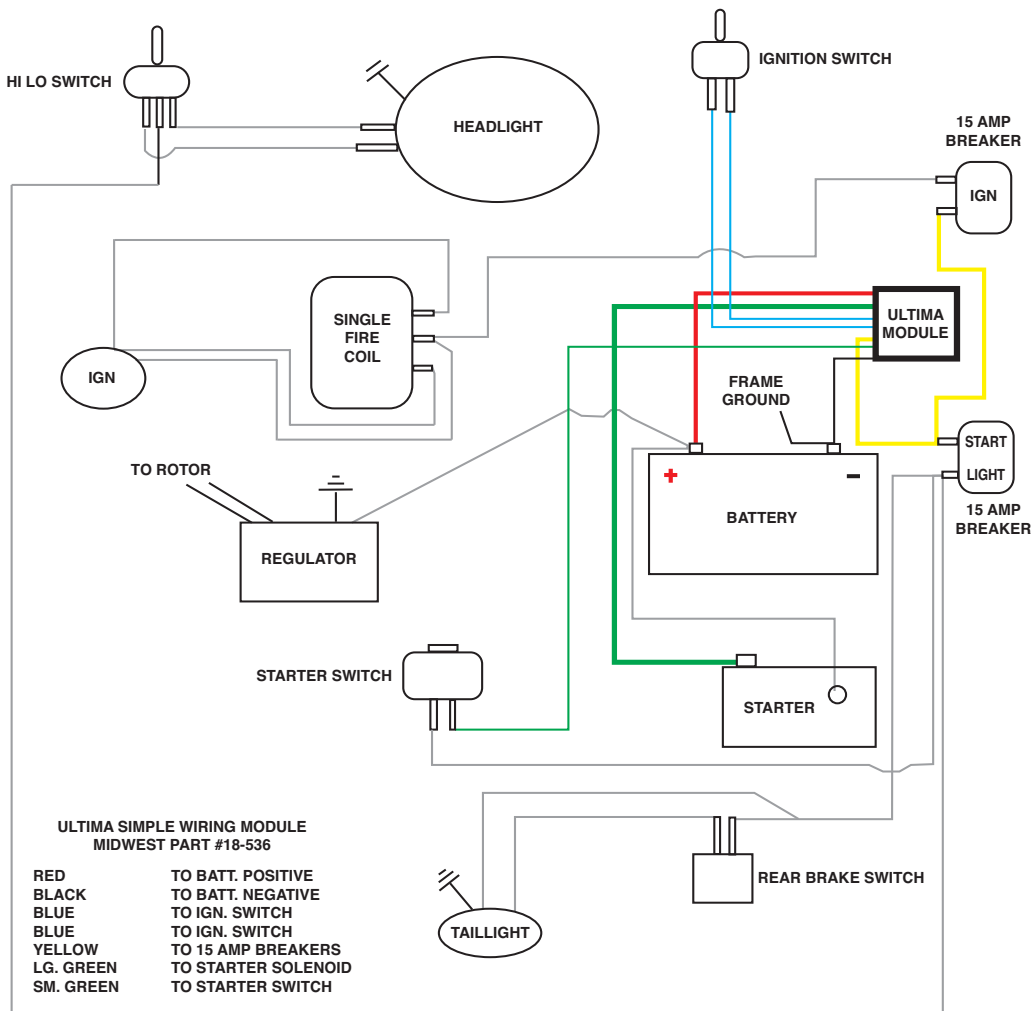 HI LO SWITCH
HEADLIGHT
IGNITION SWITCH
15 AMP
BREAKER
IGN
SINGLE
FIRE
COIL
ULTIMA
MODULE
IGN
FRAME
GROUND
START
LIGHT
TO ROTOR
+
-
BATTERY
15 AMP
BREAKER
REGULATOR
STARTER SWITCH
STARTER
ULTIMA SIMPLE WIRING MODULE
MIDWEST PART #18-536
RED TO BATT. POSITIVE
BLACK TO BATT. NEGATIVE
BLUE TO IGN. SWITCH
BLUE TO IGN. SWITCH
YELLOW TO 15 AMP BREAKERS
LG. GREEN TO STARTER SOLENOID
SM. GREEN TO STARTER SWITCH
REAR BRAKE SWITCH
TAILLIGHT